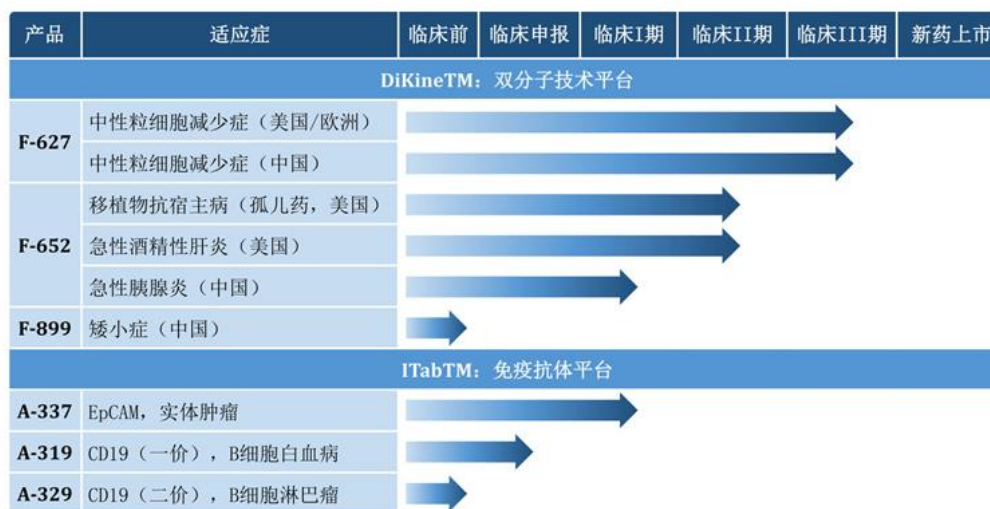 产品 适应症 临床前 临床申报 临床I期 临床II期 临床III期 新药上市
DiKineTM：双分子技术平台
F-627 中性粒细胞减少症（美国/欧洲）
中性粒细胞减少症（中国）
F-652 移植物抗宿主病（孤儿药，美国）
急性酒精性肝炎（美国）
急性胰腺炎（中国）
F-899 矮小症（中国）
ITabTM：免疫抗体平台
A-337 EpCAM，实体肿瘤
A-319 CD19（一价），B细胞白血病
A-329 CD19（二价），B细胞淋巴瘤